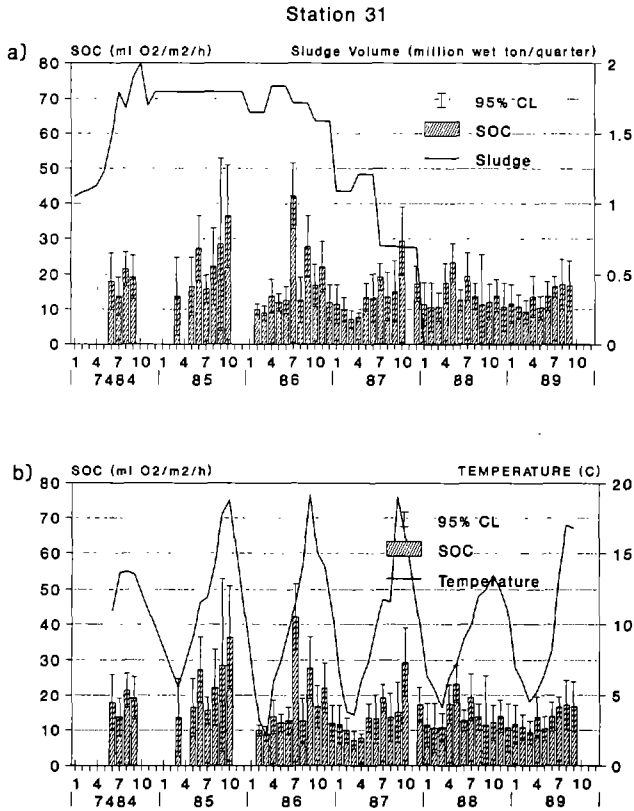 Station 31
a)
SOC (ml O2/m2/h) Sludge Volume (million wet ton/quarter)
80 2
70
60 1.5
50
40 1
30
20 0.5
10
0 0
95% CL
SOC
Sludge
1 4 7 10 1 4 7 10 1 4 7 10 1 4 7 10 1 4 7 10 1 4 7 10
7484 85 86 87 88 89
b)
SOC (ml O2/m2/h) TEMPERATURE (C)
80 20
70
60 15
50
40 10
30
20 5
10
0 0
95% CL
SOC
Temperature
1 4 7 10 1 4 7 10 1 4 7 10 1 4 7 10 1 4 7 10 1 4 7 10
7484 85 86 87 88 89